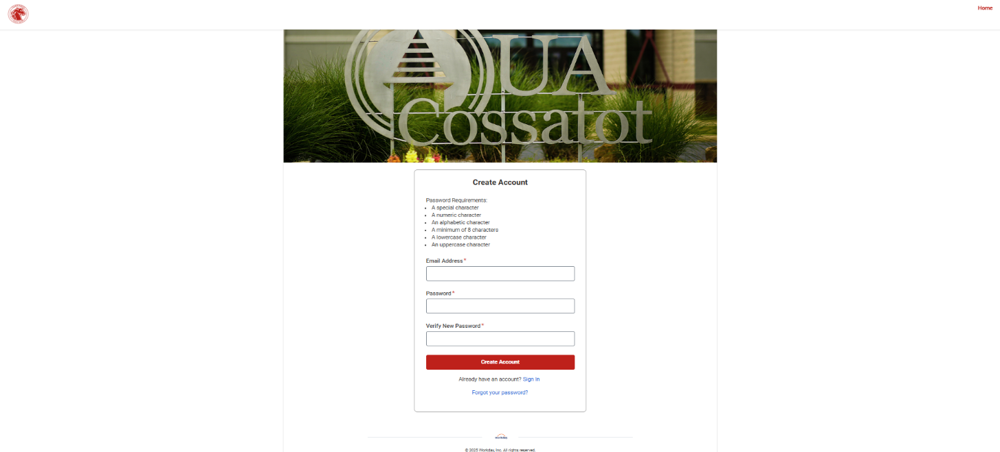 Home
UA
Cossatot
Create Account
Password Requirements:
A special character
A numeric character
An alphabetic character
A minimum of 8 characters
A lowercase character
An uppercase character
Email Address*
Password*
Verify New Password*
Create Account
Already have an account? Sign In
Forgot your password?
workday
© 2025 Workday, Inc. All rights reserved.